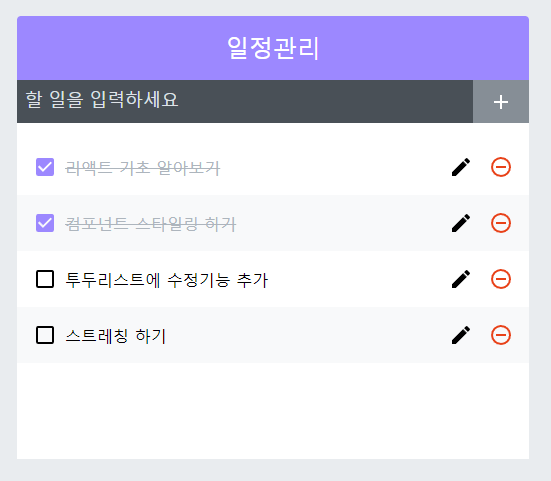 일정관리
할 일을 입력하세요
리액트 기초 알아보기
컴포넌트 스타일링 하기
투두리스트에 수정기능 추가
스트레칭 하기